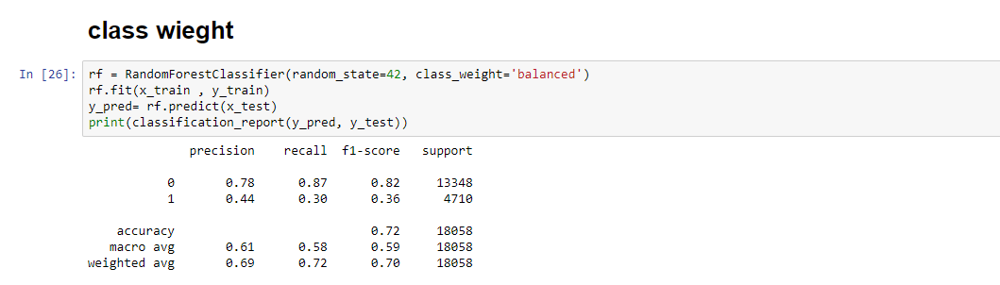 class wieght
In [26]: rf = RandomForestClassifier(random_state=42, class_weight='balanced')
rf.fit(x_train , y_train)
y_pred= rf.predict(x_test)
print(classification_report(y_pred, y_test))
precision recall f1-score support
0 0.78 0.87 0.82 13348
1 0.44 0.30 0.36 4710
accuracy 0.72 18058
macro avg 0.61 0.58 0.59 18058
weighted avg 0.69 0.72 0.70 18058